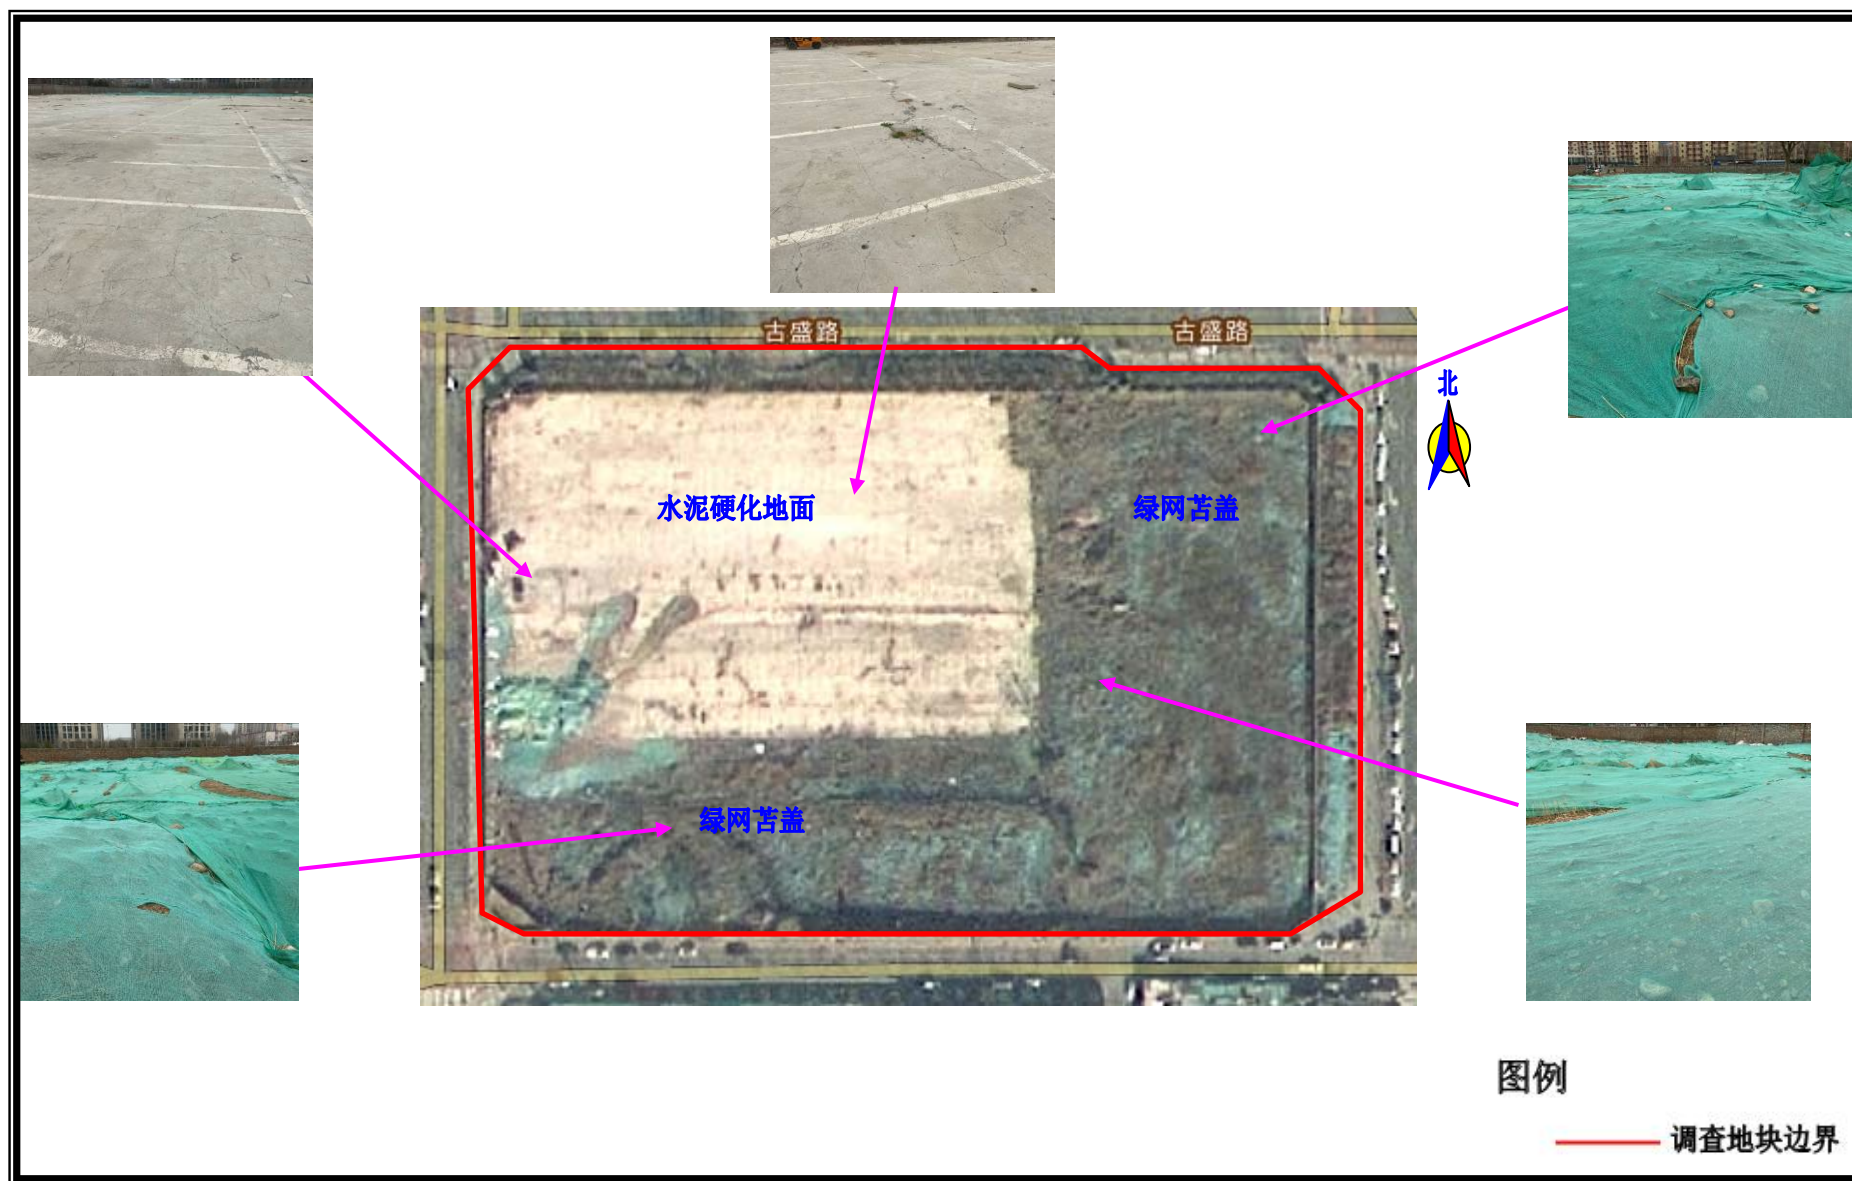 古盛路
古盛路
北
水泥硬化地面
绿网苫盖
绿网苫盖
图例
调查地块边界